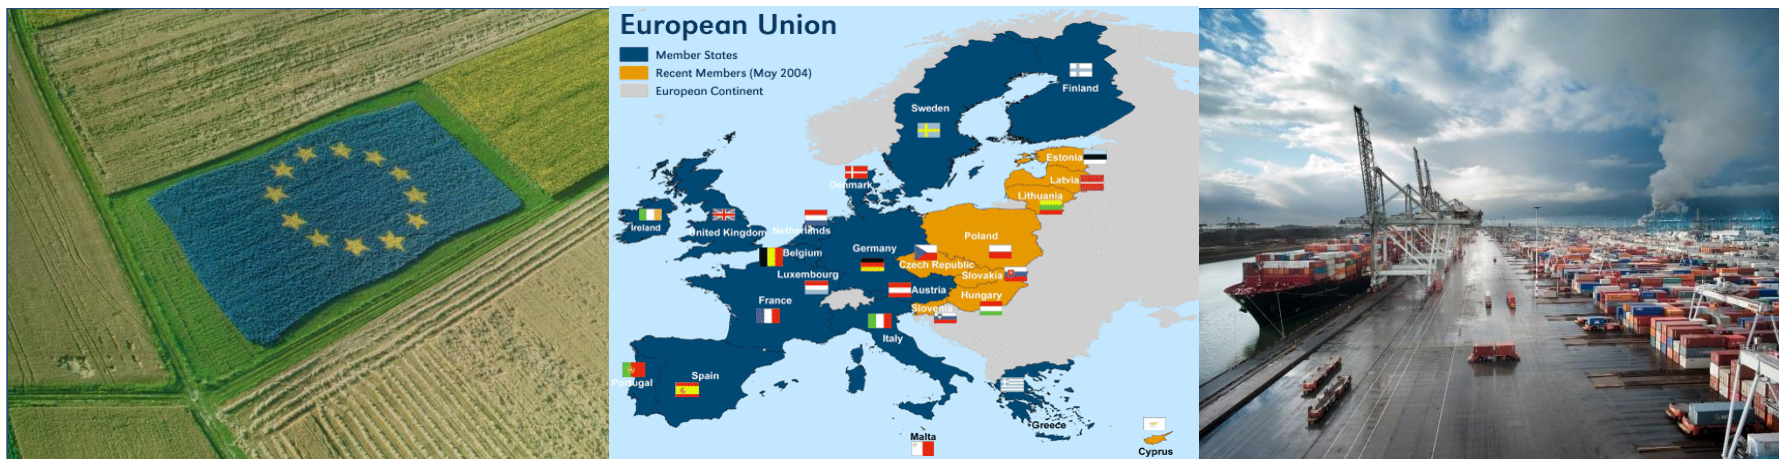 European Union
Member States
Recent Members (May 2004)
European Continent
Finland
Sweden
Estonia
Latvia
Denmark
Lithuania
Ireland
United Kingdom
Netherlands
Poland
Germany
Belgium
Czech Republic
Luxembourg
Slovakia
Austria
Hungary
France
Slovenia
Italy
Spain
Portugal
Greece
Malta
Cyprus